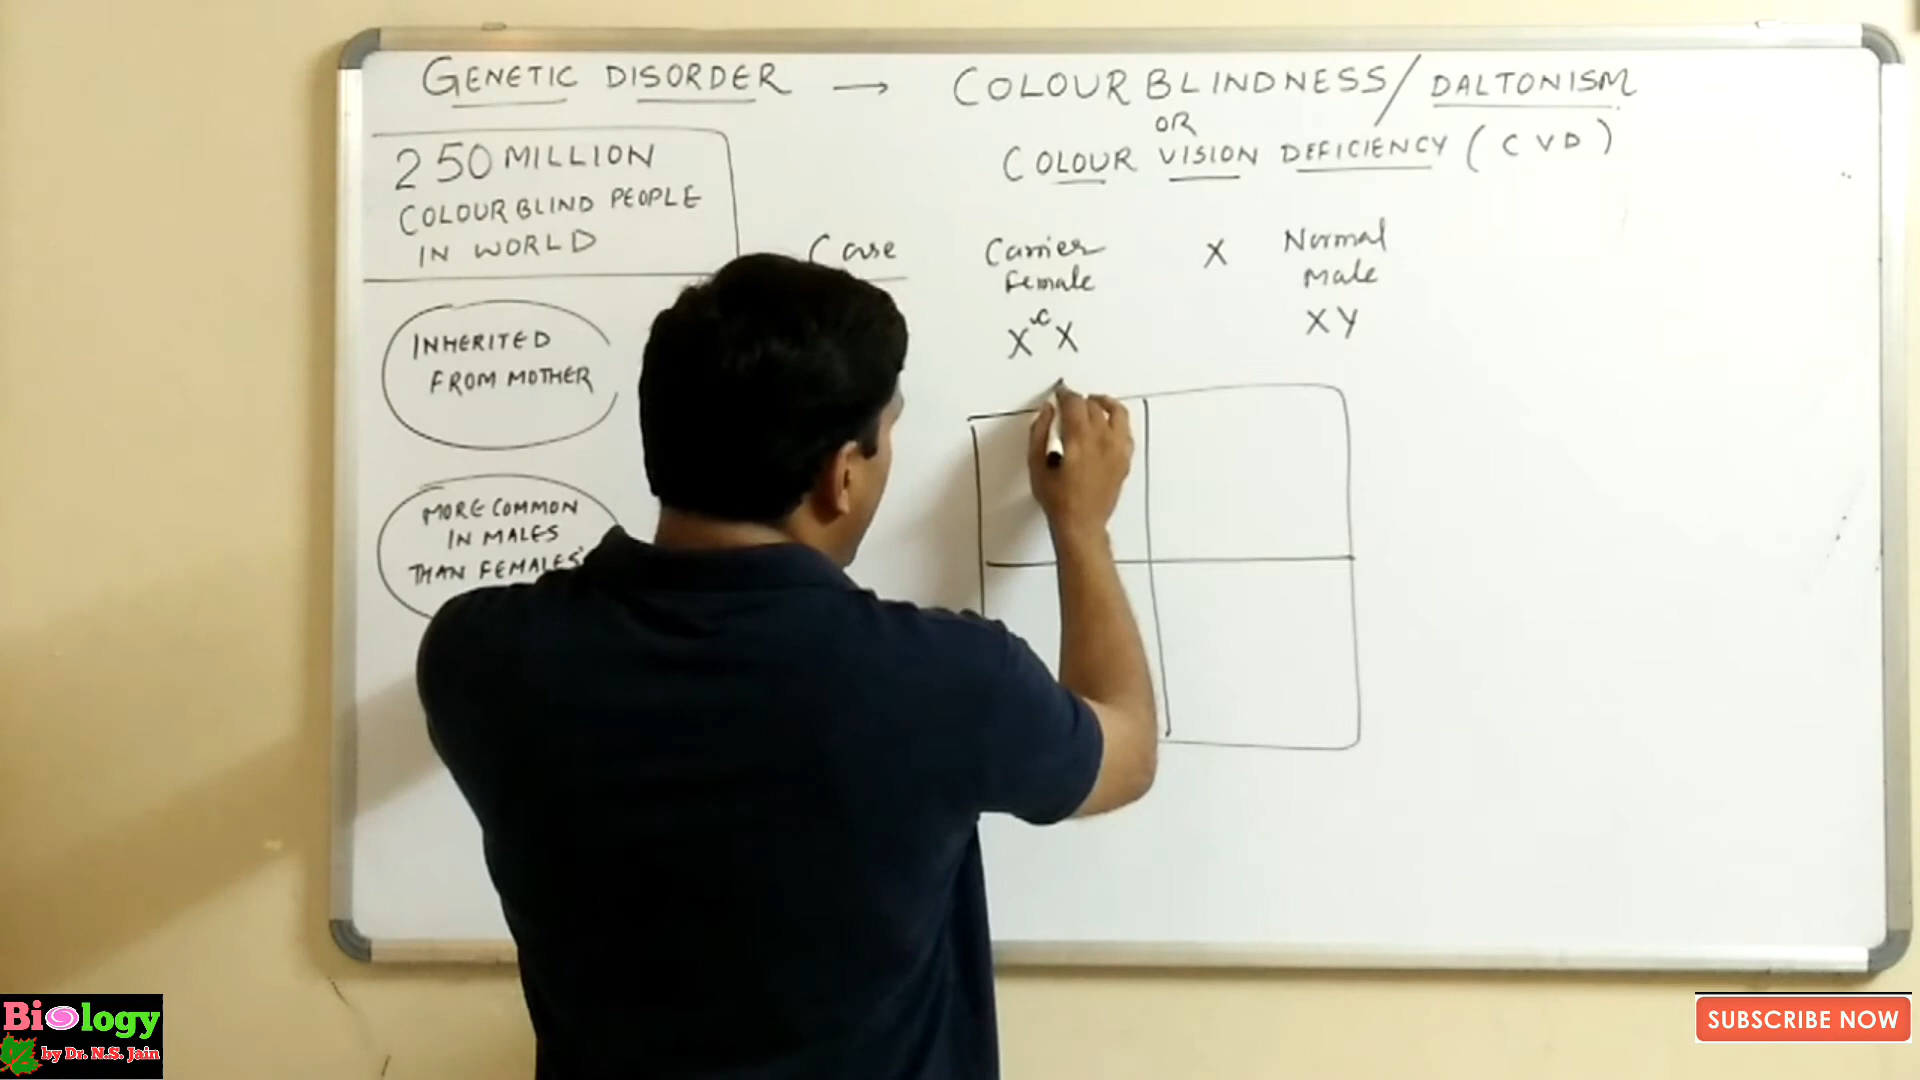 GENETIC DISORDER → COLOUR BLINDNESS/DALTONISM
OR
COLOUR VISION DEFICIENCY (CVD)
250 MILLION
COLOUR BLIND PEOPLE
IN WORLD
INHERITED
FROM MOTHER
MORE COMMON
IN MALES
THAN FEMALES
Case
Carrier
Female
X
Normal
Male
XᶜX
XY
Biology
by Dr. N.S. Jain
SUBSCRIBE NOW